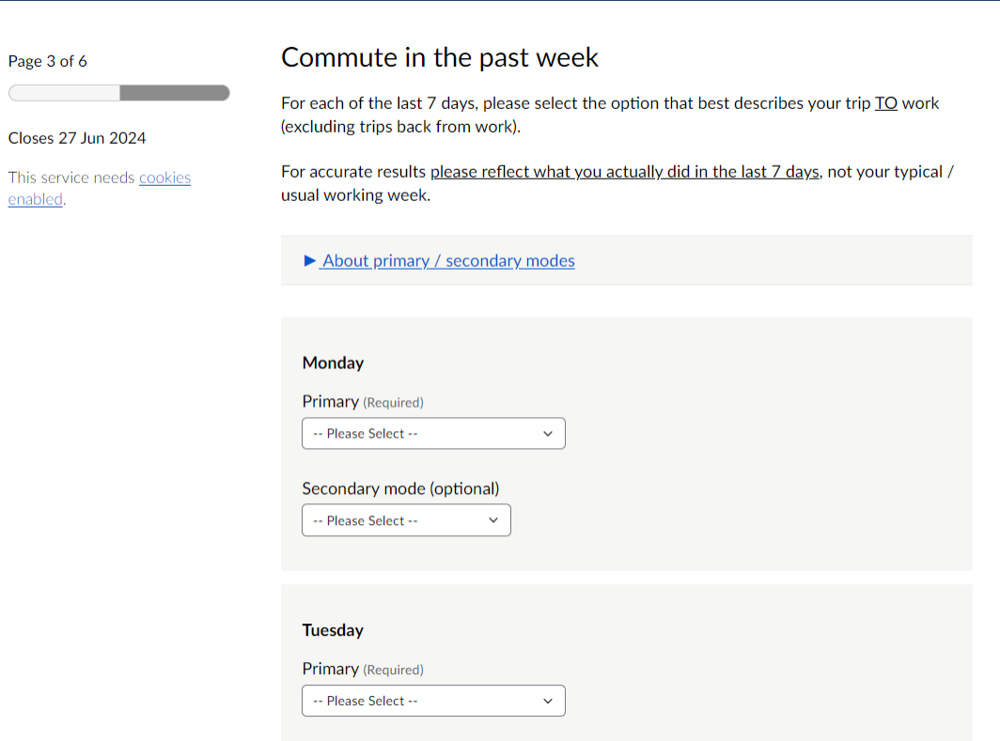 Page 3 of 6
Closes 27 Jun 2024
This service needs cookies
enabled.
Commute in the past week
For each of the last 7 days, please select the option that best describes your trip TO work
(excluding trips back from work).
For accurate results please reflect what you actually did in the last 7 days, not your typical /
usual working week.
► About primary / secondary modes
Monday
Primary (Required)
-- Please Select --
Secondary mode (optional)
-- Please Select --
Tuesday
Primary (Required)
-- Please Select --